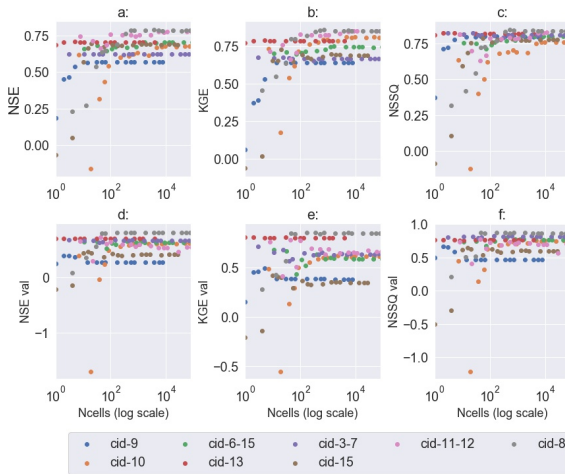 a: b: c:
0.75 0.75 0.75
0.50 0.50 0.50
0.25 0.25 0.25
0.00 0.00 0.00
NSE KGE NSSQ
10^0 10^2 10^4 10^0 10^2 10^4 10^0 10^2 10^4
d: e: f:
0 0.5 1.0
−1 0.0 0.5
−0.5 0.0
−0.5
−1.0
NSE val KGE val NSSQ val
10^0 10^2 10^4 10^0 10^2 10^4 10^0 10^2 10^4
Ncells (log scale) Ncells (log scale) Ncells (log scale)
cid-9 cid-6-15 cid-3-7 cid-11-12 cid-8
cid-10 cid-13 cid-15